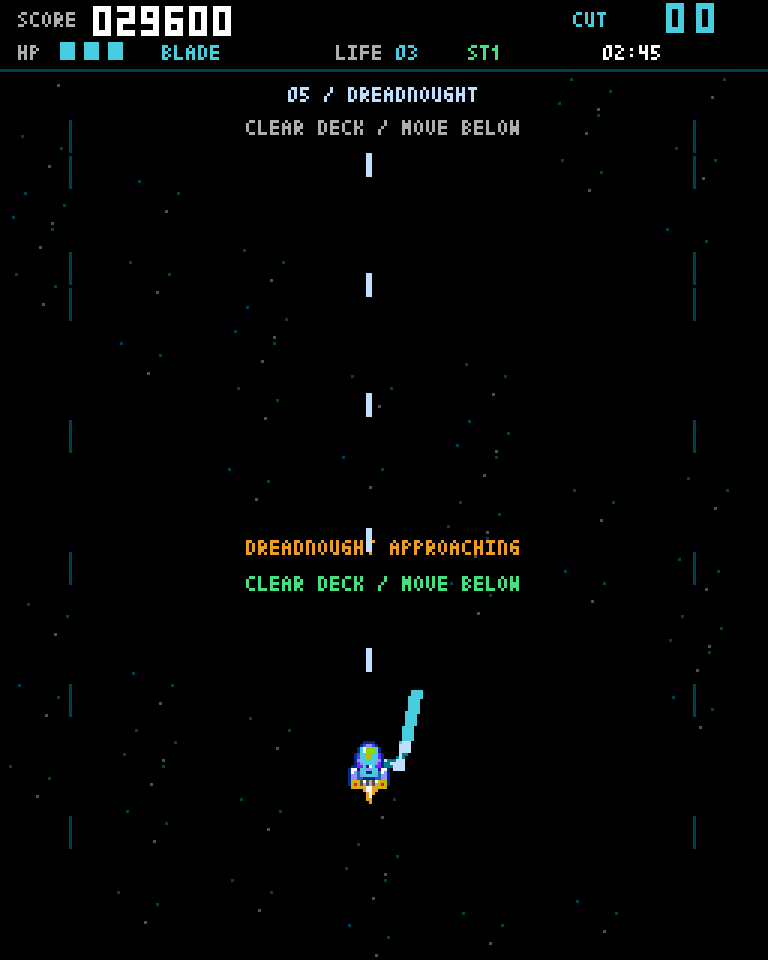 SCORE 029600 CUT 00
HP BLADE LIFE 03 ST1 02:45
05 / DREADNOUGHT
CLEAR DECK / MOVE BELOW
DREADNOUGHT APPROACHING
CLEAR DECK / MOVE BELOW